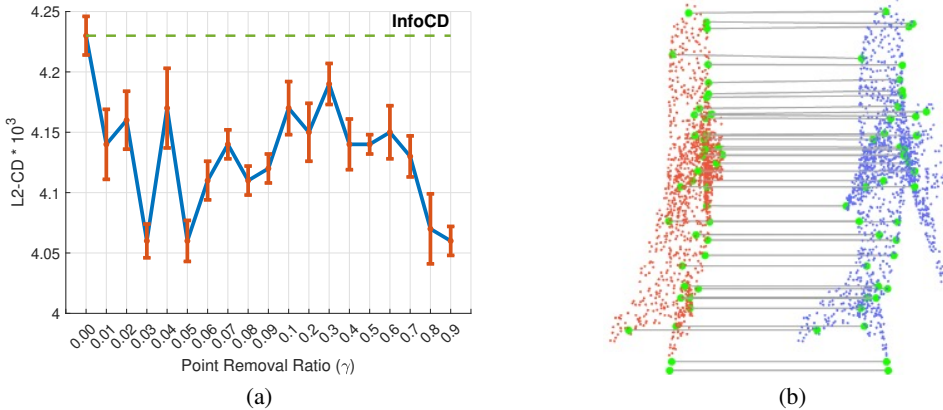 4.25
InfoCD
4.2
4.15
4.1
4.05
4
L2-CD * 10³
0.00 0.01 0.02 0.03 0.04 0.05 0.06 0.07 0.08 0.09 0.1 0.2 0.3 0.4 0.5 0.6 0.7 0.8 0.9
Point Removal Ratio (γ)
(a) (b)